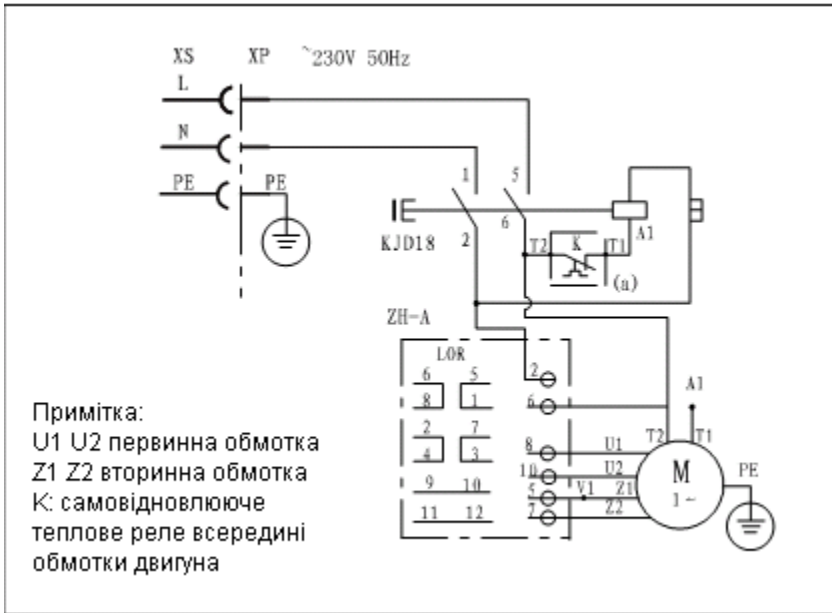 XS XP ~230V 50Hz
L
N
PE PE
1 5
KJD18 2 6
T2 K T1 A1
(a)
ZH-A
LOR
6 5 2
8 1 6
2 7 8 U1
4 3 10 U2
9 10 5 V1 Z1
11 12 7 Z2
A1
T2 T1
M
1~
PE
Примітка:
U1 U2 первинна обмотка
Z1 Z2 вторинна обмотка
K: самовідновлююче
теплове реле всередині
обмотки двигуна